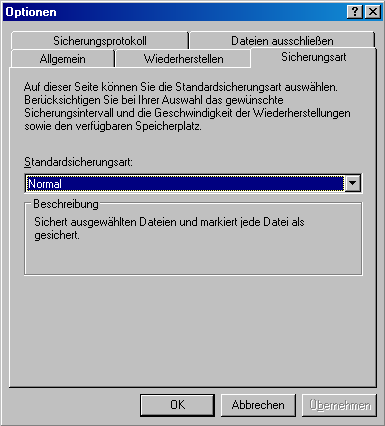 Optionen
Sicherungsprotokoll Dateien ausschließen
Allgemein Wiederherstellen Sicherungsart
Auf dieser Seite können Sie die Standardsicherungsart auswählen.
Berücksichtigen Sie bei Ihrer Auswahl das gewünschte
Sicherungsintervall und die Geschwindigkeit der Wiederherstellungen
sowie den verfügbaren Speicherplatz.
Standardsicherungsart:
Normal
Beschreibung
Sichert ausgewählten Dateien und markiert jede Datei als
gesichert.
OK Abbrechen Übernehmen